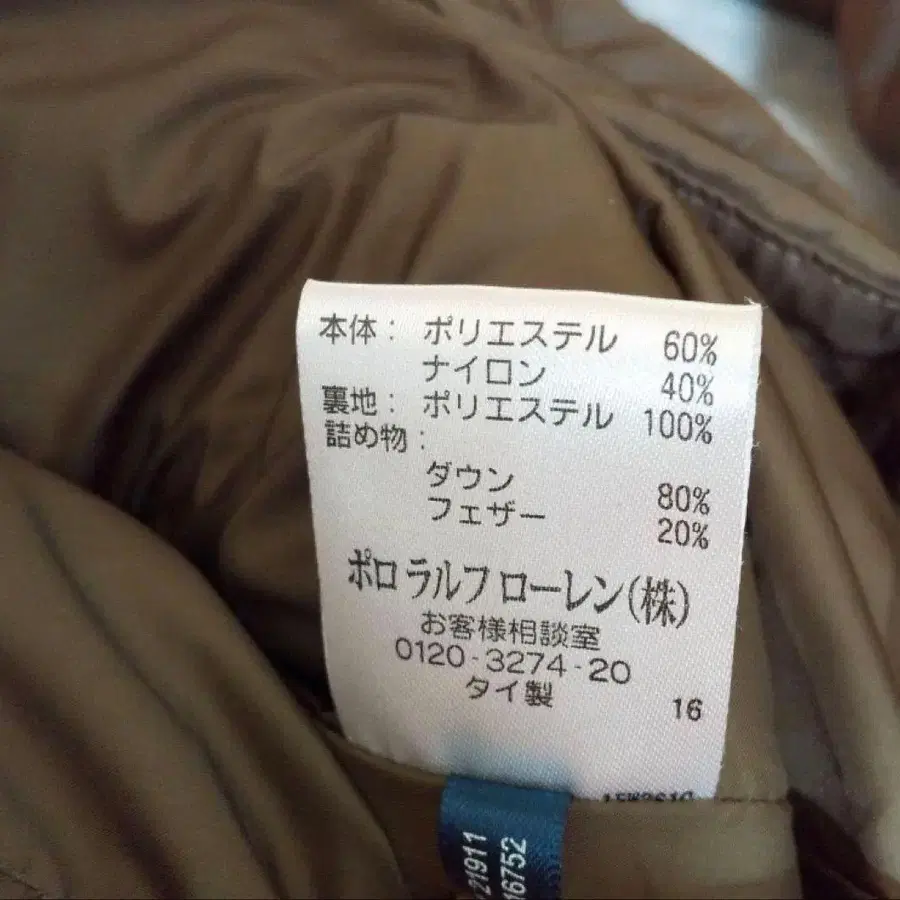 本体: ポリエステル 60%
ナイロン 40%
裏地: ポリエステル 100%
詰め物:
ダウン 80%
フェザー 20%
ポロ ラルフ ローレン(株)
お客様相談室
0120-3274-20
タイ製
16
21911
16752